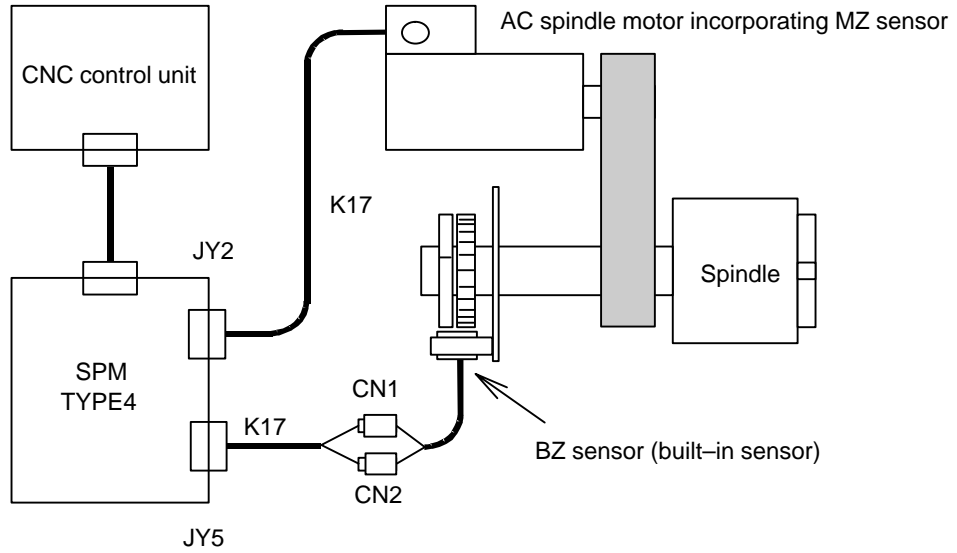 AC spindle motor incorporating MZ sensor
CNC control unit
K17
JY2
Spindle
SPM
TYPE4
CN1
K17
BZ sensor (built–in sensor)
CN2
JY5